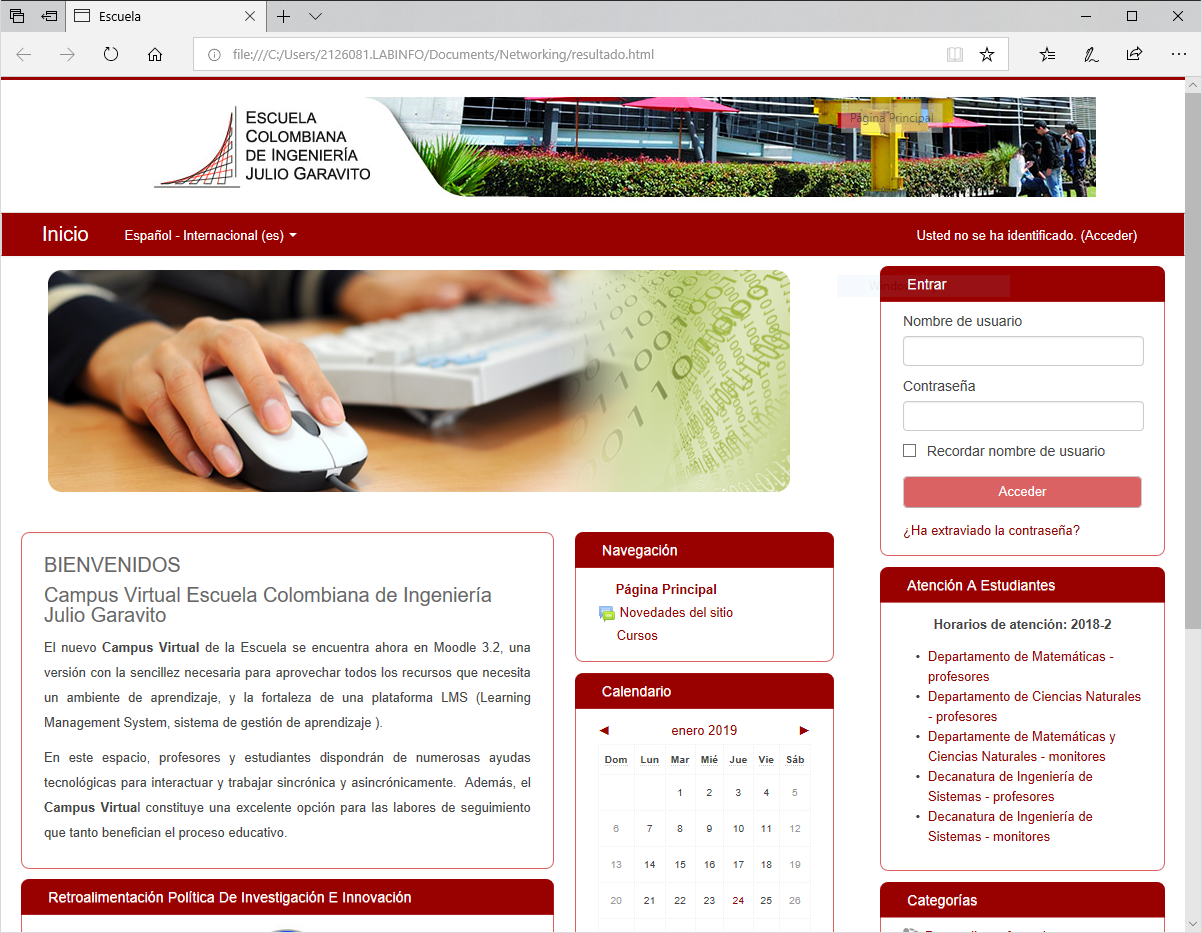 Escuela
file:///C:/Users/2126081.LABINFO/Documents/Networking/resultado.html
ESCUELA
COLOMBIANA
DE INGENIERÍA
JULIO GARAVITO
Página Principal
Inicio
Español - Internacional (es)
Usted no se ha identificado. (Acceder)
Entrar
Nombre de usuario
Contraseña
Recordar nombre de usuario
Acceder
¿Ha extraviado la contraseña?
BIENVENIDOS
Campus Virtual Escuela Colombiana de Ingeniería
Julio Garavito
El nuevo Campus Virtual de la Escuela se encuentra ahora en Moodle 3.2, una
versión con la sencillez necesaria para aprovechar todos los recursos que necesita
un ambiente de aprendizaje, y la fortaleza de una plataforma LMS (Learning
Management System, sistema de gestión de aprendizaje ).
En este espacio, profesores y estudiantes dispondrán de numerosas ayudas
tecnológicas para interactuar y trabajar sincrónica y asincrónicamente. Además, el
Campus Virtual constituye una excelente opción para las labores de seguimiento
que tanto benefician el proceso educativo.
Retroalimentación Política De Investigación E Innovación
Navegación
Página Principal
Novedades del sitio
Cursos
Calendario
◄ enero 2019 ►
Dom Lun Mar Mié Jue Vie Sáb
1 2 3 4 5
6 7 8 9 10 11 12
13 14 15 16 17 18 19
20 21 22 23 24 25 26
Atención A Estudiantes
Horarios de atención: 2018-2
• Departamento de Matemáticas -
profesores
• Departamento de Ciencias Naturales
- profesores
• Departamente de Matemáticas y
Ciencias Naturales - monitores
• Decanatura de Ingeniería de
Sistemas - profesores
• Decanatura de Ingeniería de
Sistemas - monitores
Categorías